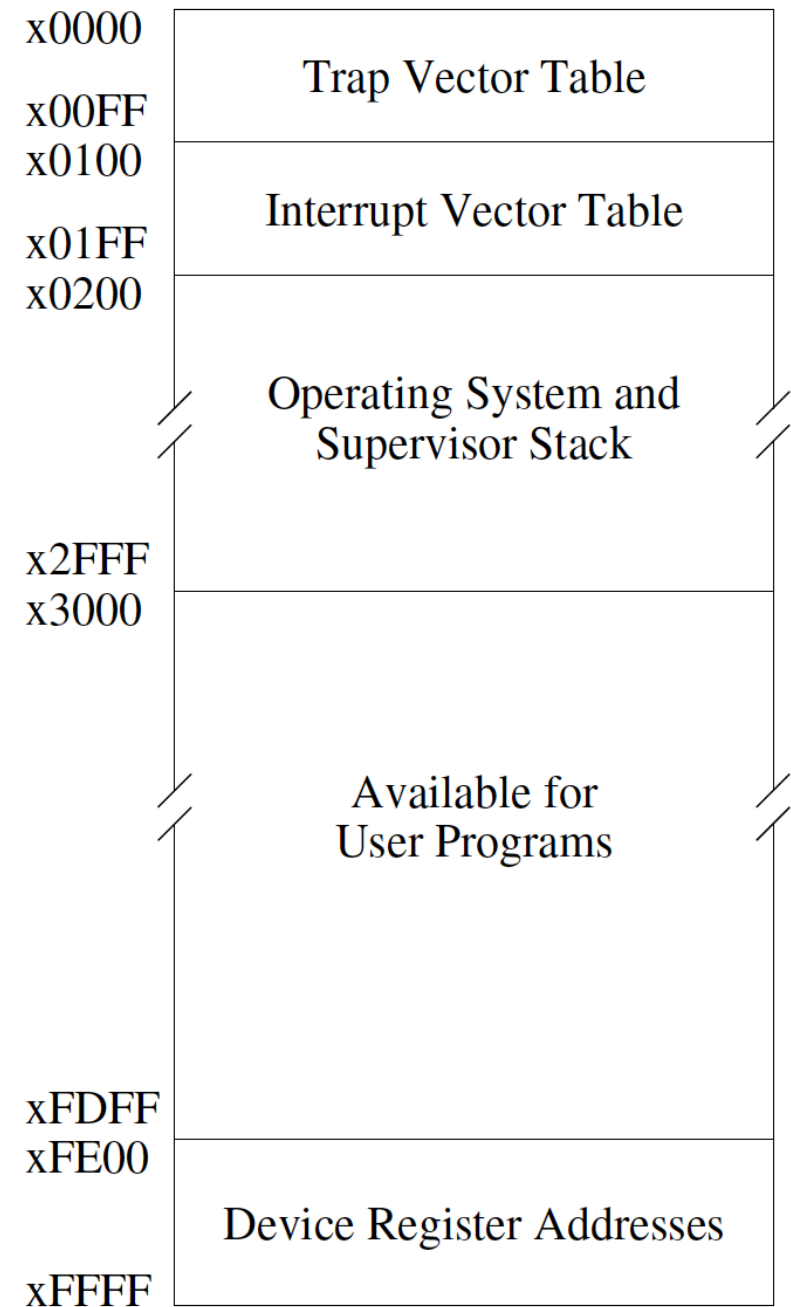 x0000
Trap Vector Table
x00FF
x0100
Interrupt Vector Table
x01FF
x0200
Operating System and
Supervisor Stack
x2FFF
x3000
Available for
User Programs
xFDFF
xFE00
Device Register Addresses
xFFFF